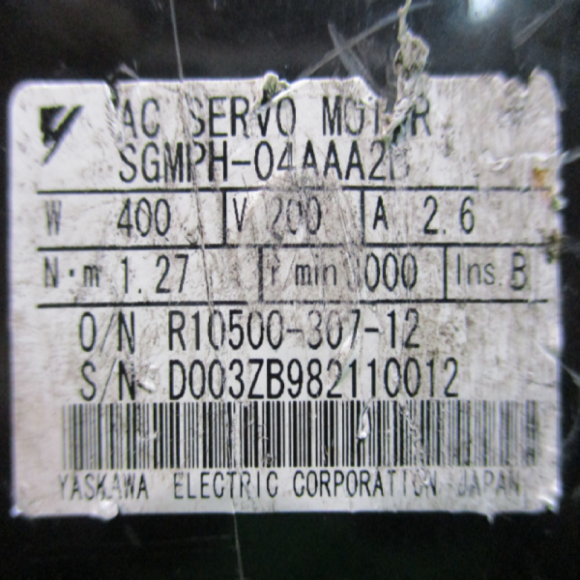 AC SERVO MOTOR
SGMPH-04AAA2
W 400 V 200 A 2.6
N·m 1.27 r/min 000 Ins. B
O/N R10500-307-12
S/N D003ZB982110012
YASKAWA ELECTRIC CORPORATION JAPAN